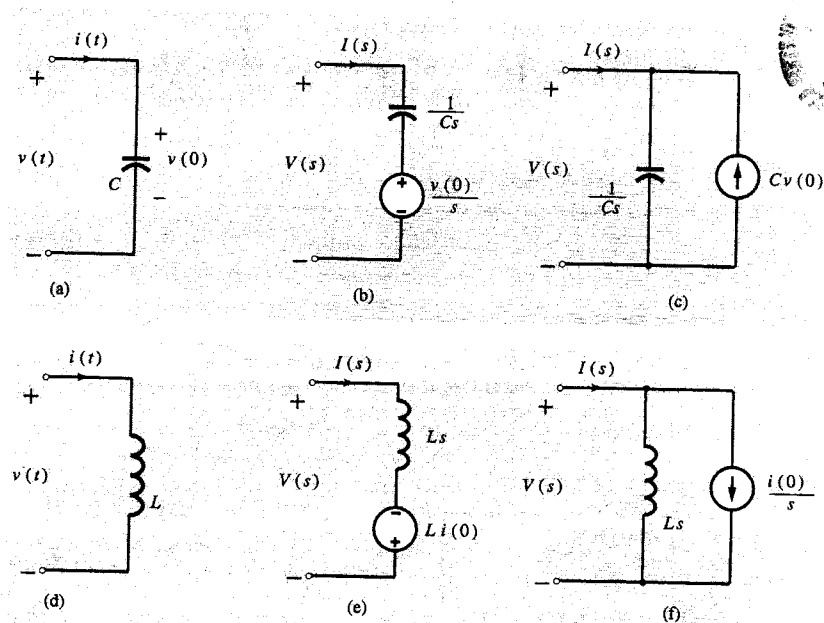 i(t) I(s) I(s)
+ + +
1/Cs
v(t) C + v(0) − V(s) + − v(0)/s V(s) 1/Cs Cv(0)
− − −
(a) (b) (c)
i(t) I(s) I(s)
+ + +
Ls
v(t) L V(s) − + Li(0) V(s) Ls i(0)/s
− − −
(d) (e) (f)